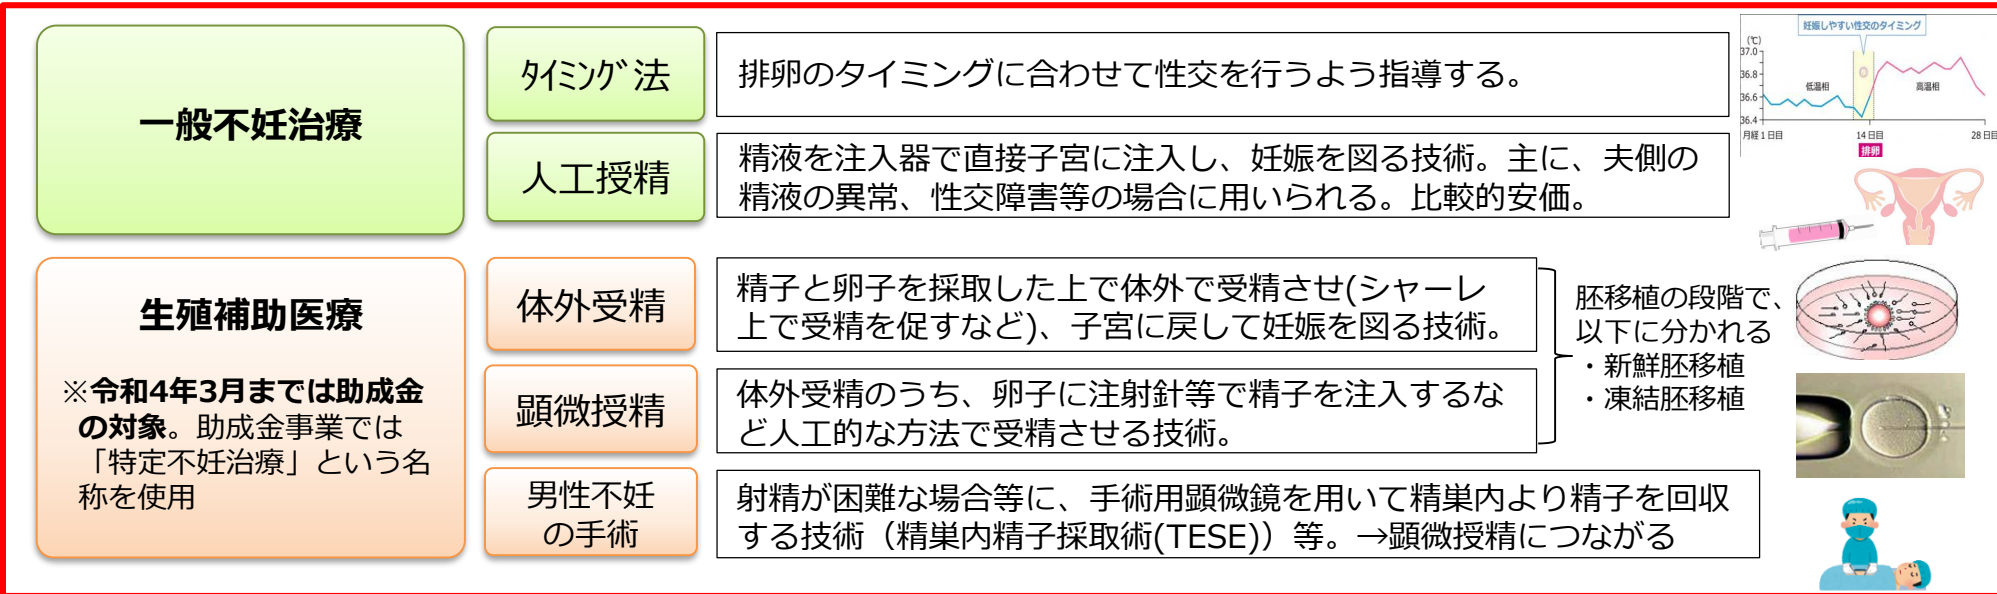 一般不妊治療
ﾀｲﾐﾝｸﾞ法
排卵のタイミングに合わせて性交を行うよう指導する。
人工授精
精液を注入器で直接子宮に注入し、妊娠を図る技術。主に、夫側の
精液の異常、性交障害等の場合に用いられる。比較的安価。
妊娠しやすい性交のタイミング
(℃)
37.0
36.8
36.6
36.4
低温相
高温相
月経1日目
14日目
28日目
排卵
生殖補助医療
※令和4年3月までは助成金
の対象。助成金事業では
「特定不妊治療」という名
称を使用
体外受精
精子と卵子を採取した上で体外で受精させ(シャーレ
上で受精を促すなど)、子宮に戻して妊娠を図る技術。
顕微授精
体外受精のうち、卵子に注射針等で精子を注入するな
ど人工的な方法で受精させる技術。
胚移植の段階で、
以下に分かれる
・新鮮胚移植
・凍結胚移植
男性不妊
の手術
射精が困難な場合等に、手術用顕微鏡を用いて精巣内より精子を回収
する技術（精巣内精子採取術(TESE)）等。→顕微授精につながる